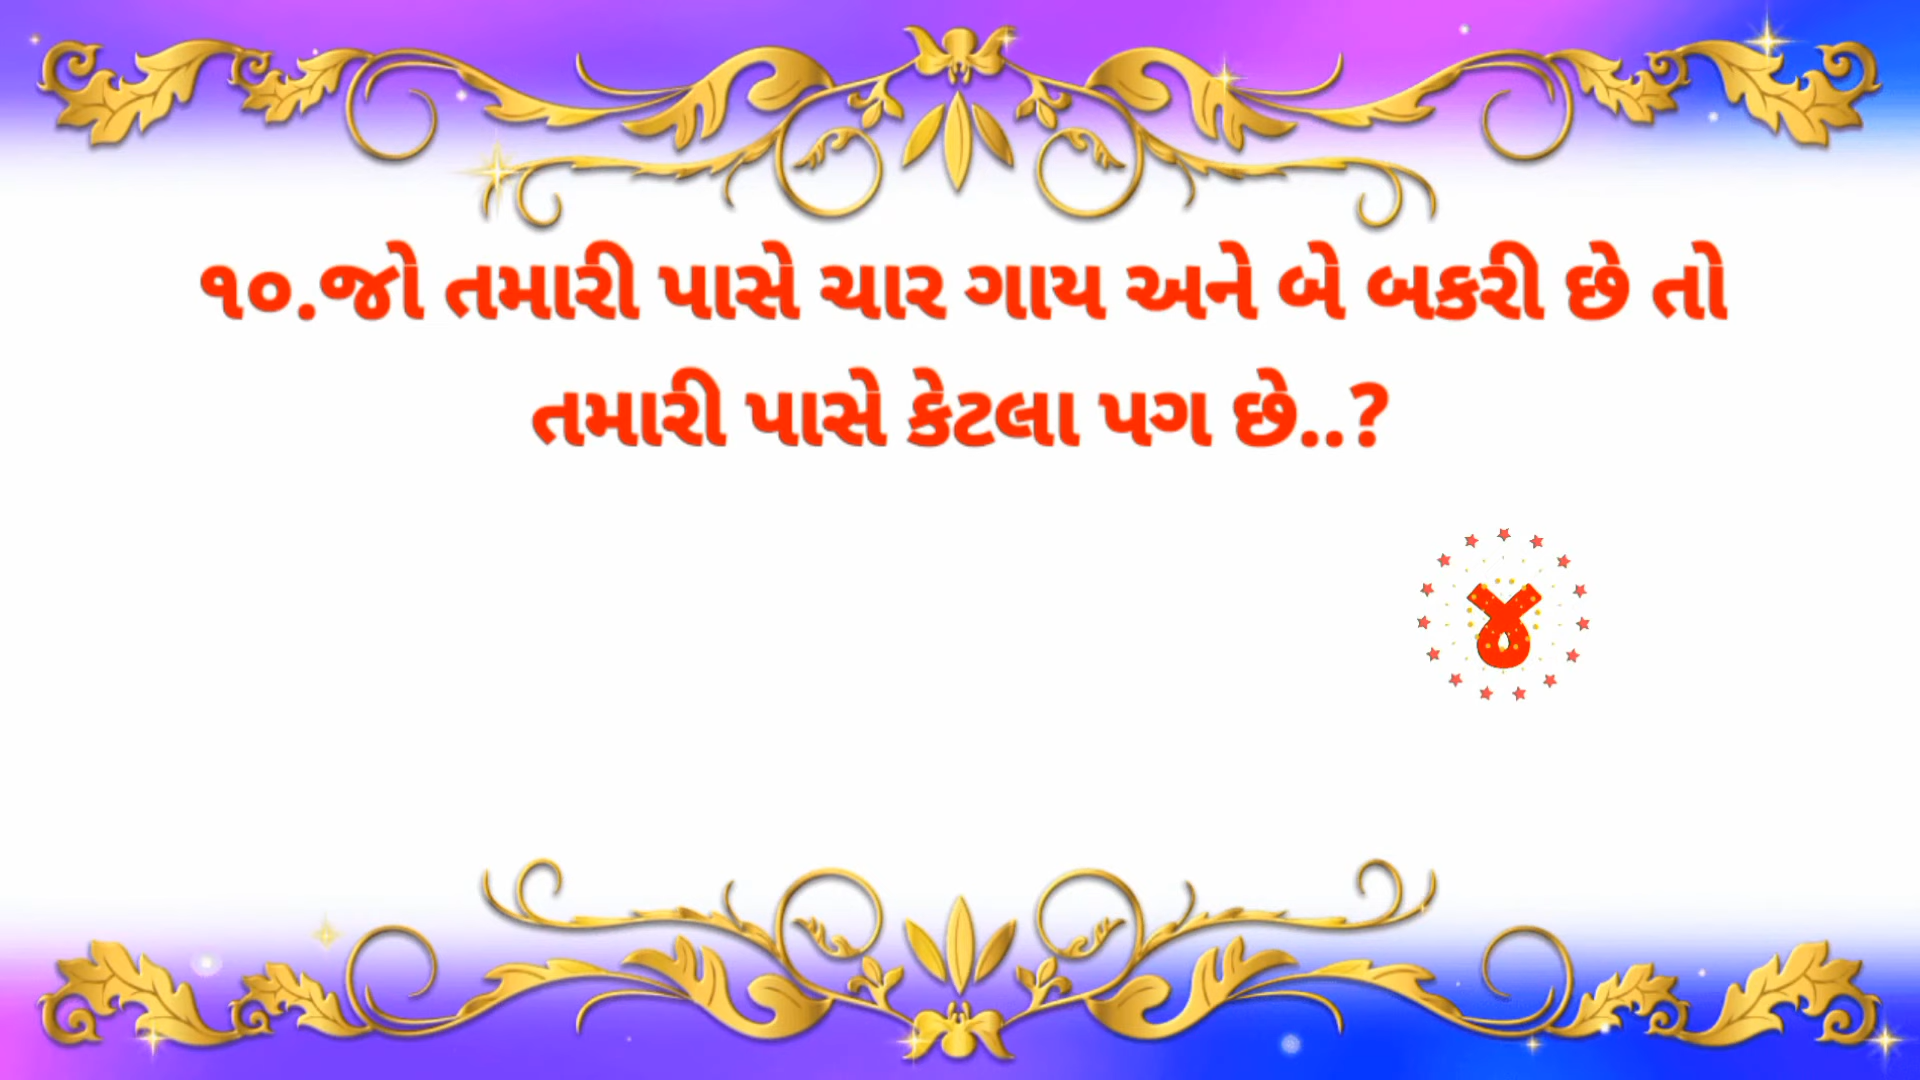 ૧૦.જો તમારી પાસે ચાર ગાય અને બે બકરી છે તો
તમારી પાસે કેટલા પગ છે..?
૪